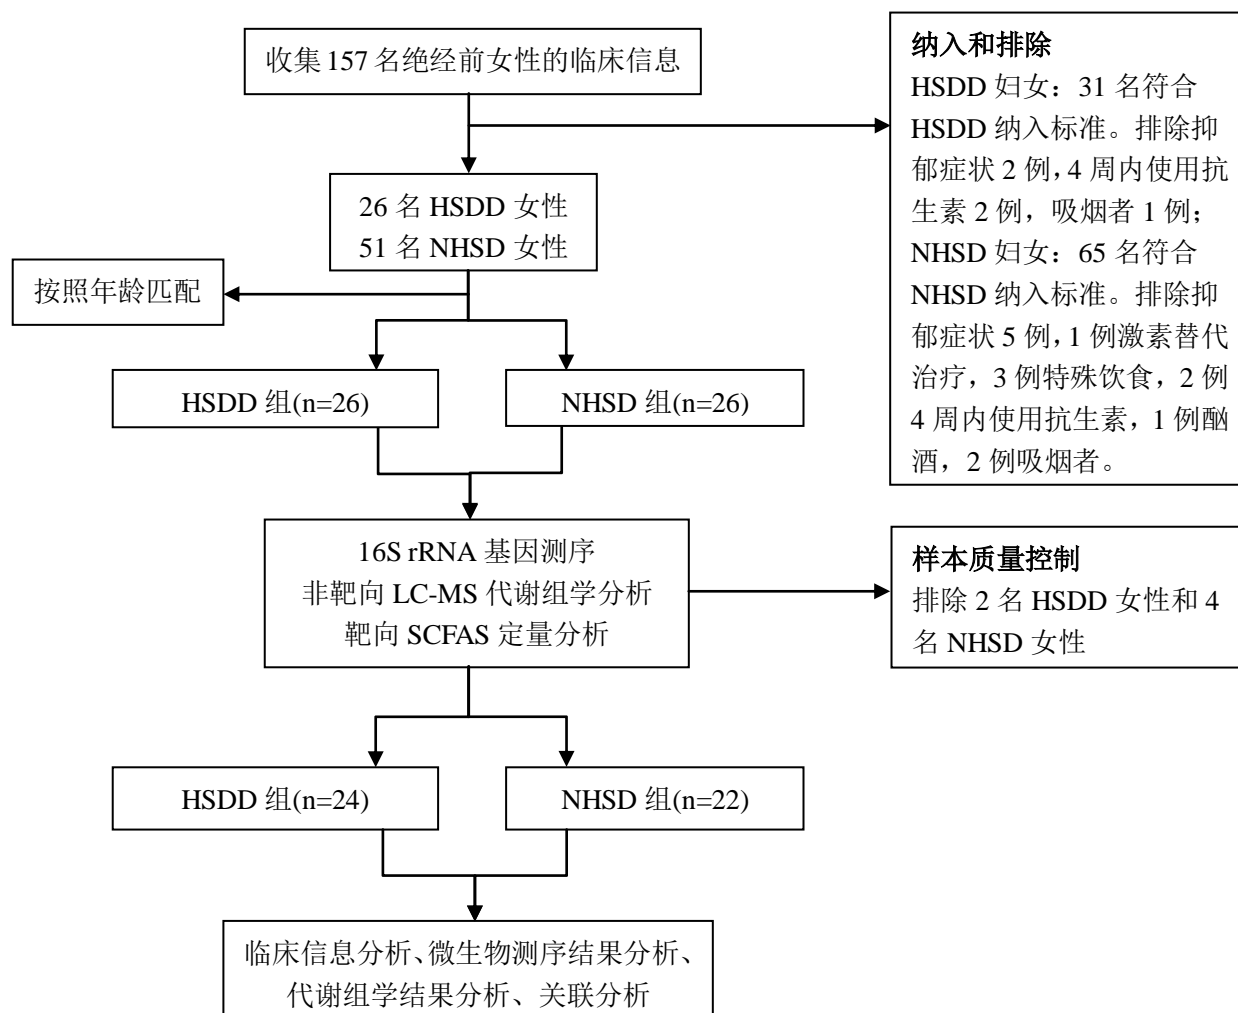 收集 157 名绝经前女性的临床信息
纳入和排除
HSDD 妇女：31 名符合
HSDD 纳入标准。排除抑
郁症状 2 例，4 周内使用抗
生素 2 例，吸烟者 1 例；
NHSD 妇女：65 名符合
NHSD 纳入标准。排除抑
郁症状 5 例，1 例激素替代
治疗，3 例特殊饮食，2 例
4 周内使用抗生素，1 例酗
酒，2 例吸烟者。
26 名 HSDD 女性
51 名 NHSD 女性
按照年龄匹配
HSDD 组(n=26)
NHSD 组(n=26)
16S rRNA 基因测序
非靶向 LC-MS 代谢组学分析
靶向 SCFAS 定量分析
样本质量控制
排除 2 名 HSDD 女性和 4
名 NHSD 女性
HSDD 组(n=24)
NHSD 组(n=22)
临床信息分析、微生物测序结果分析、
代谢组学结果分析、关联分析